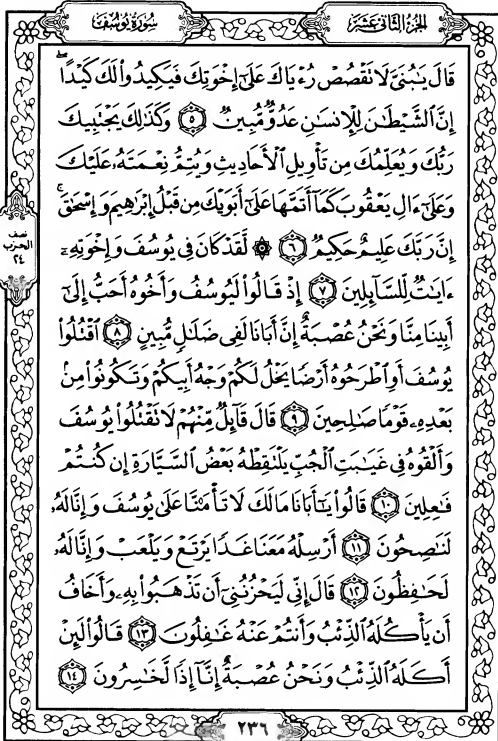 الجزء الثاني عشر
سورة يوسف
قَالَ يَٰبُنَيَّ لَا تَقْصُصْ رُءْيَاكَ عَلَىٰٓ إِخْوَتِكَ فَيَكِيدُوا۟ لَكَ كَيْدًا ۖ
إِنَّ ٱلشَّيْطَٰنَ لِلْإِنسَٰنِ عَدُوٌّ مُّبِينٌ ٥ وَكَذَٰلِكَ يَجْتَبِيكَ
رَبُّكَ وَيُعَلِّمُكَ مِن تَأْوِيلِ ٱلْأَحَادِيثِ وَيُتِمُّ نِعْمَتَهُۥ عَلَيْكَ
وَعَلَىٰٓ ءَالِ يَعْقُوبَ كَمَآ أَتَمَّهَا عَلَىٰٓ أَبَوَيْكَ مِن قَبْلُ إِبْرَٰهِيمَ وَإِسْحَٰقَ ۚ
إِنَّ رَبَّكَ عَلِيمٌ حَكِيمٌ ٦ ۞ لَّقَدْ كَانَ فِى يُوسُفَ وَإِخْوَتِهِۦٓ
ءَايَٰتٌ لِّلسَّآئِلِينَ ٧ إِذْ قَالُوا۟ لَيُوسُفُ وَأَخُوهُ أَحَبُّ إِلَىٰٓ
أَبِينَا مِنَّا وَنَحْنُ عُصْبَةٌ إِنَّ أَبَانَا لَفِى ضَلَٰلٍ مُّبِينٍ ٨ ٱقْتُلُوا۟
يُوسُفَ أَوِ ٱطْرَحُوهُ أَرْضًا يَخْلُ لَكُمْ وَجْهُ أَبِيكُمْ وَتَكُونُوا۟ مِنۢ
بَعْدِهِۦ قَوْمًا صَٰلِحِينَ ٩ قَالَ قَآئِلٌ مِّنْهُمْ لَا تَقْتُلُوا۟ يُوسُفَ
وَأَلْقُوهُ فِى غَيَٰبَتِ ٱلْجُبِّ يَلْتَقِطْهُ بَعْضُ ٱلسَّيَّارَةِ إِن كُنتُمْ
فَٰعِلِينَ ١٠ قَالُوا۟ يَٰٓأَبَانَا مَا لَكَ لَا تَأْمَ۫نَّا عَلَىٰ يُوسُفَ وَإِنَّا لَهُۥ
لَنَٰصِحُونَ ١١ أَرْسِلْهُ مَعَنَا غَدًا يَرْتَعْ وَيَلْعَبْ وَإِنَّا لَهُۥ
لَحَٰفِظُونَ ١٢ قَالَ إِنِّى لَيَحْزُنُنِىٓ أَن تَذْهَبُوا۟ بِهِۦ وَأَخَافُ
أَن يَأْكُلَهُ ٱلذِّئْبُ وَأَنتُمْ عَنْهُ غَٰفِلُونَ ١٣ قَالُوا۟ لَئِنْ
أَكَلَهُ ٱلذِّئْبُ وَنَحْنُ عُصْبَةٌ إِنَّآ إِذًا لَّخَٰسِرُونَ ١٤
نصف
الحزب
٢٤
٢٣٦